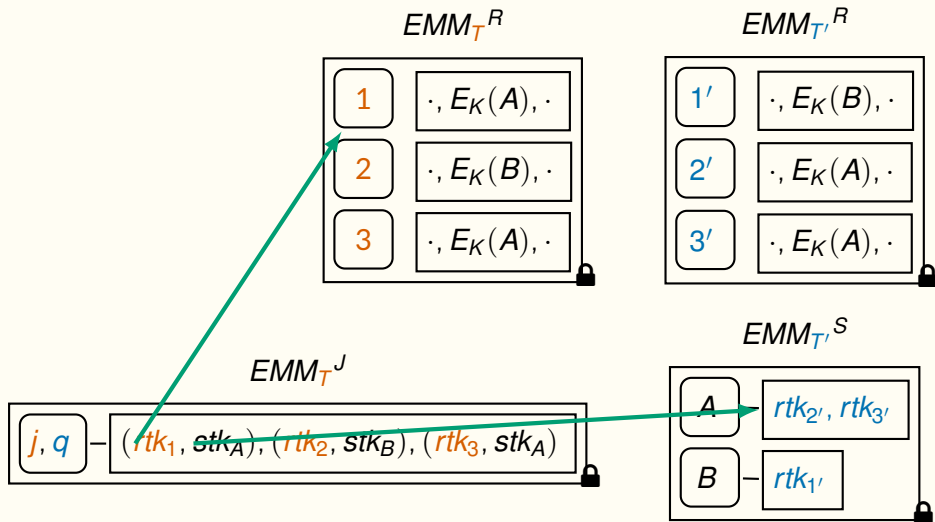 EMM_T^R
1 ·, E_K(A), ·
2 ·, E_K(B), ·
3 ·, E_K(A), ·
EMM_T′^R
1′ ·, E_K(B), ·
2′ ·, E_K(A), ·
3′ ·, E_K(A), ·
EMM_T^J
j, q (rtk_1, stk_A), (rtk_2, stk_B), (rtk_3, stk_A)
EMM_T′^S
A rtk_2′, rtk_3′
B rtk_1′